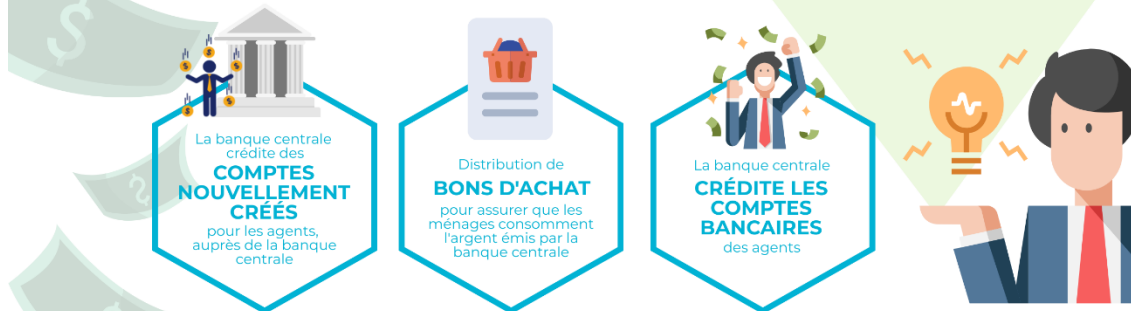 La banque centrale
crédite des
COMPTES
NOUVELLEMENT
CRÉÉS
pour les agents,
auprès de la banque
centrale
Distribution de
BONS D'ACHAT
pour assurer que les
ménages consomment
l'argent émis par la
banque centrale
La banque centrale
CRÉDITE LES
COMPTES
BANCAIRES
des agents